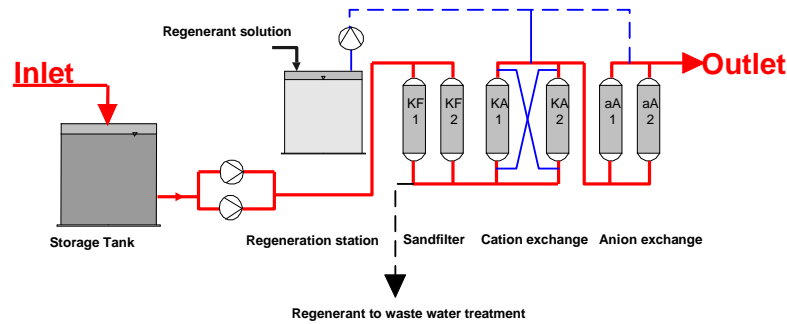 Regenerant solution
Inlet
Outlet
KF
1
KF
2
KA
1
KA
2
aA
1
aA
2
Storage Tank
Regeneration station
Sandfilter
Cation exchange
Anion exchange
Regenerant to waste water treatment